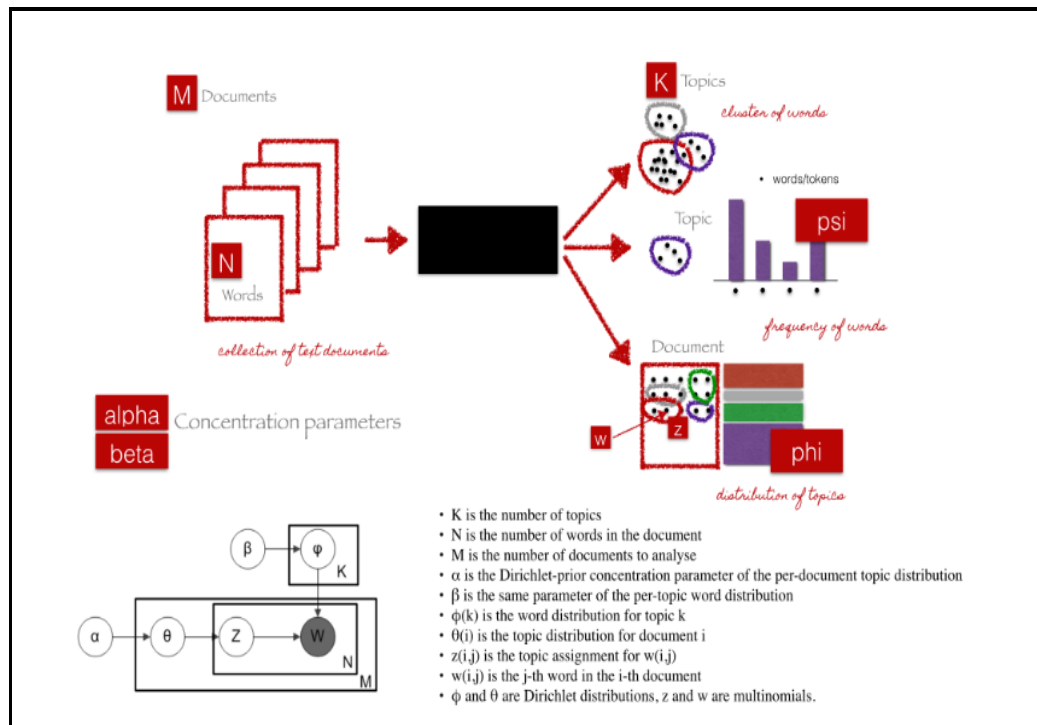 M Documents
N
Words
collection of text documents
K Topics
cluster of words
• words/tokens
Topic
psi
frequency of words
Document
w
z
phi
distribution of topics
alpha
beta
Concentration parameters
β
φ
K
α
θ
Z
W
N
M
• K is the number of topics
• N is the number of words in the document
• M is the number of documents to analyse
• α is the Dirichlet-prior concentration parameter of the per-document topic distribution
• β is the same parameter of the per-topic word distribution
• ϕ(k) is the word distribution for topic k
• θ(i) is the topic distribution for document i
• z(i,j) is the topic assignment for w(i,j)
• w(i,j) is the j-th word in the i-th document
• ϕ and θ are Dirichlet distributions, z and w are multinomials.